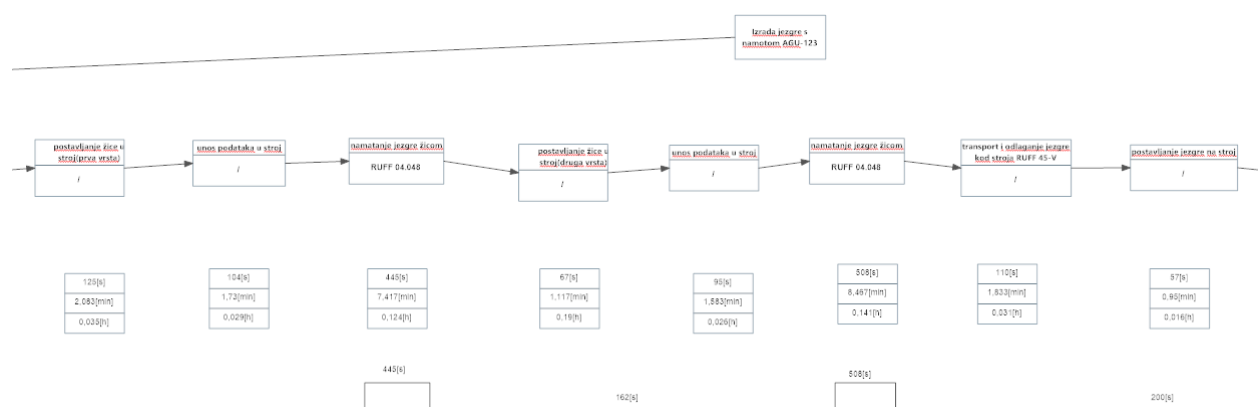 Izrada jezgre s
namotom AGU-123
postavljanje žice u
stroj(prva vrsta)
/
unos podataka u stroj
/
namatanje jezgre žicom
RUFF 04.048
postavljanje žice u
stroj(druga vrsta)
/
unos podataka u stroj
/
namatanje jezgre žicom
RUFF 04.048
transport i odlaganje jezgre
kod stroja RUFF 45-V
/
postavljanje jezgre na stroj
/
125[s]
2,083[min]
0,035[h]
104[s]
1,73[min]
0,029[h]
445[s]
7,417[min]
0,124[h]
67[s]
1,117[min]
0,19[h]
95[s]
1,583[min]
0,026[h]
508[s]
8,467[min]
0,141[h]
110[s]
1,833[min]
0,031[h]
57[s]
0,95[min]
0,016[h]
445[s]
162[s]
508[s]
200[s]